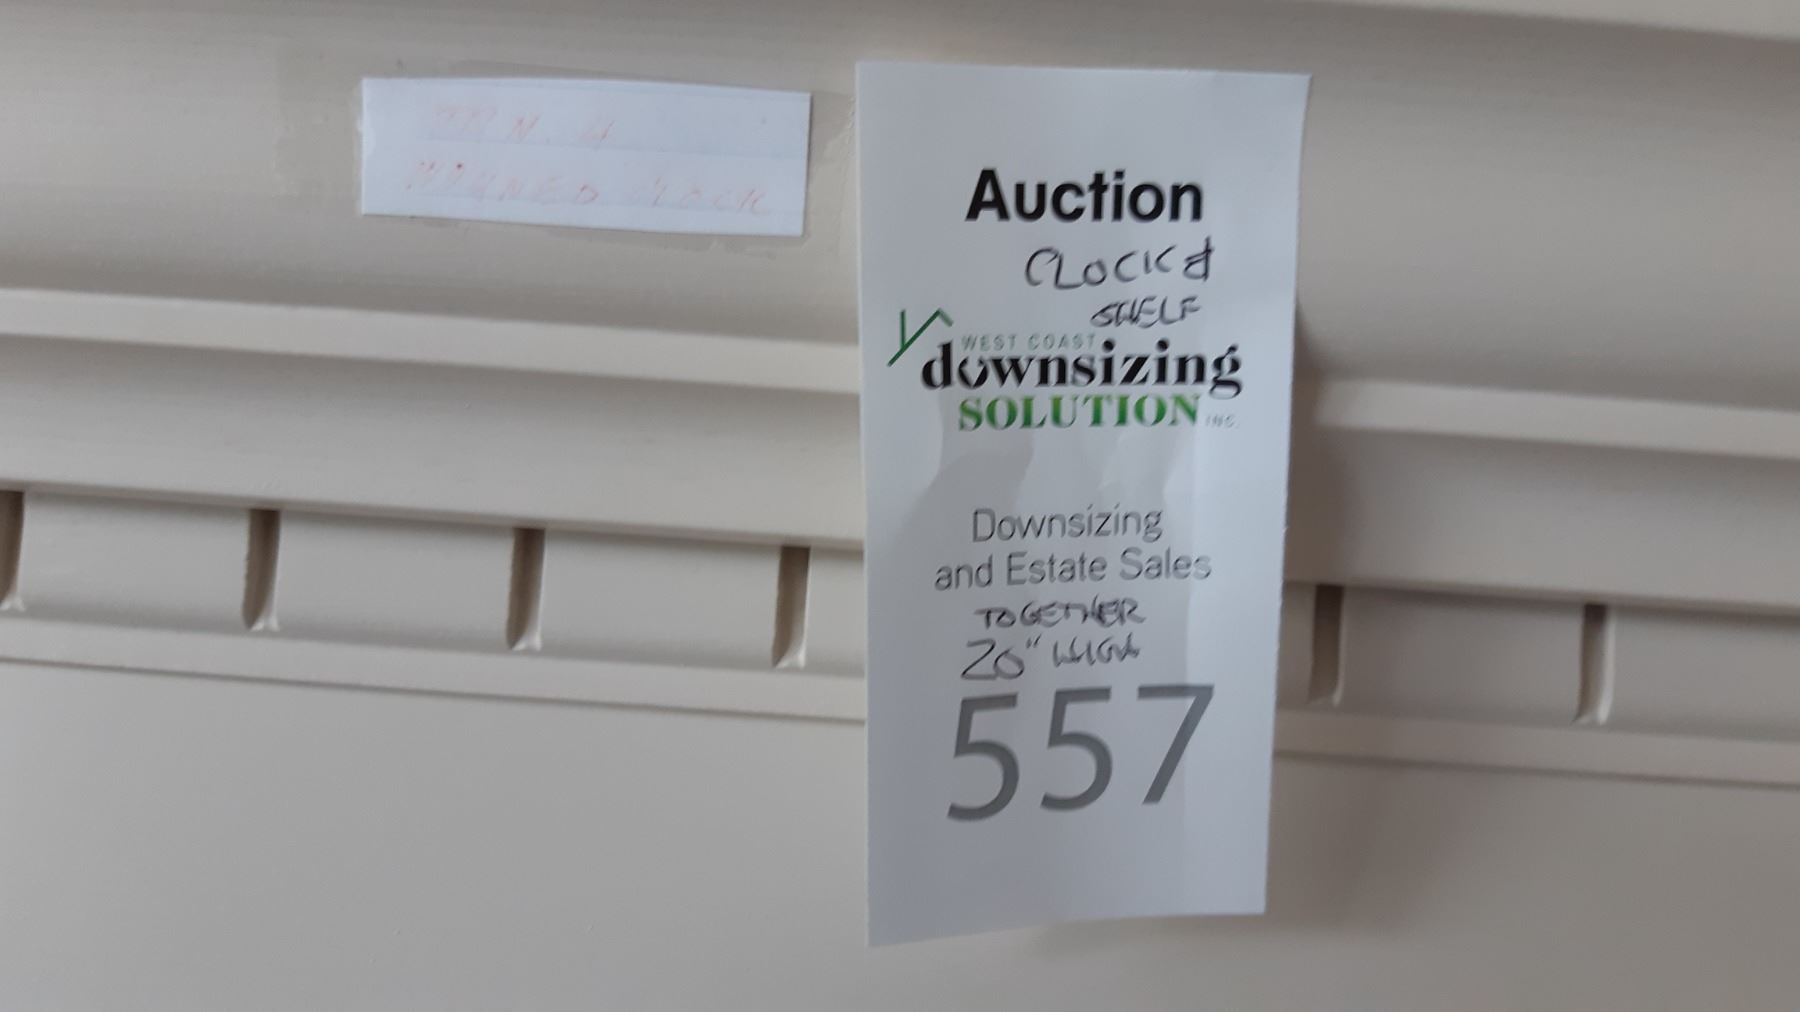 Auction
CLOCK &
SHELF
WEST COAST
downsizing
SOLUTION INC.
Downsizing
and Estate Sales
TOGETHER
20" HIGH
557